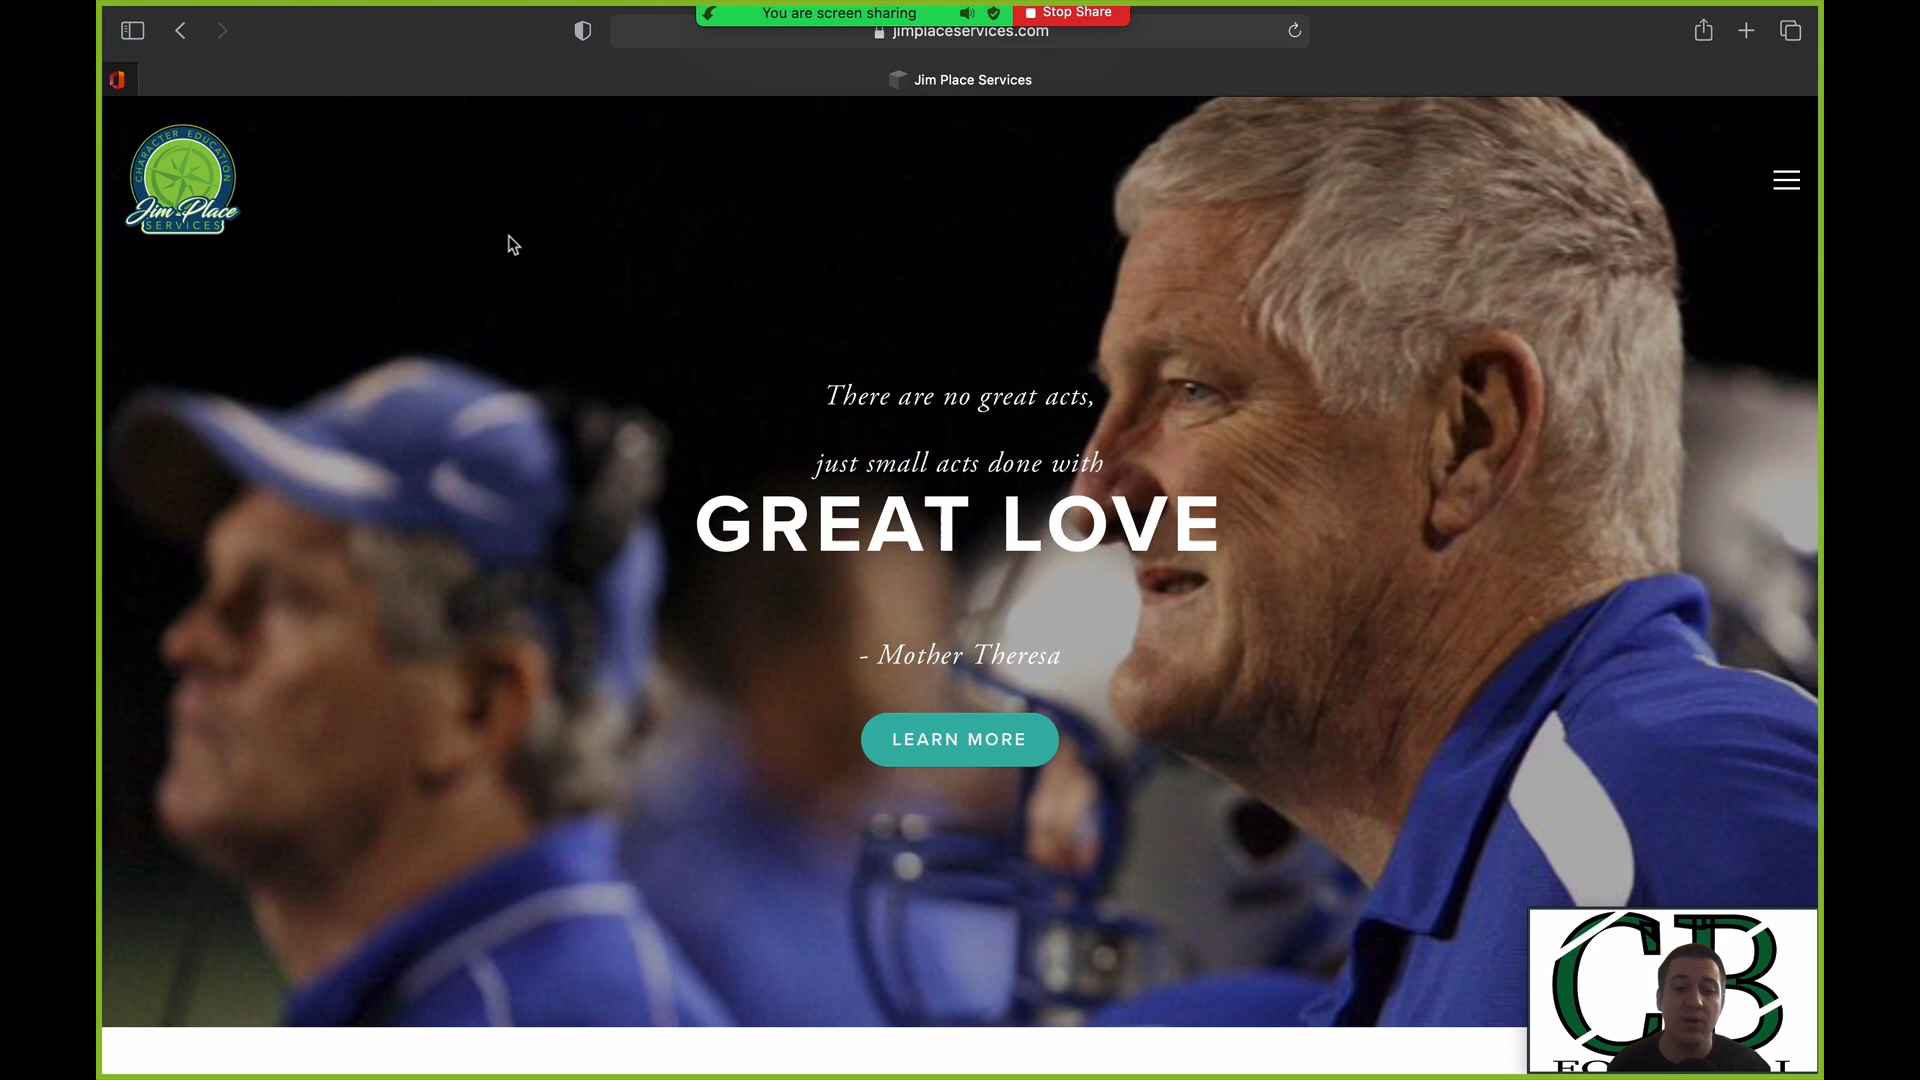 You are screen sharing
Stop Share
jimplaceservices.com
Jim Place Services
CHARACTER EDUCATION
Jim Place
SERVICES
There are no great acts,
just small acts done with
GREAT LOVE
- Mother Theresa
LEARN MORE
CB